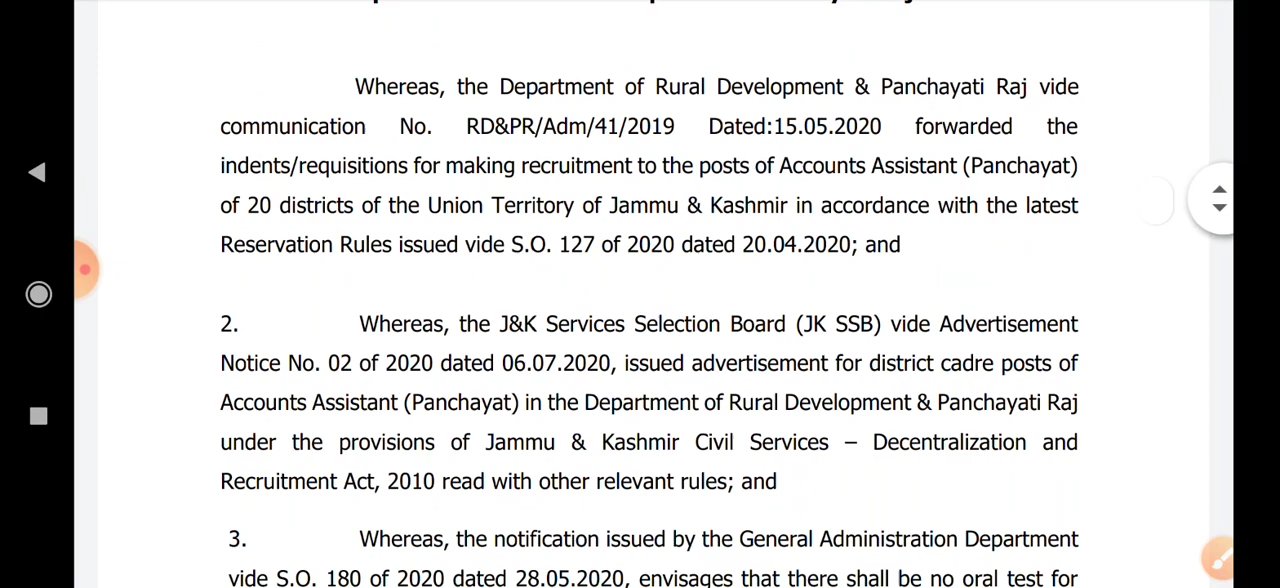 Whereas, the Department of Rural Development & Panchayati Raj vide
communication No. RD&PR/Adm/41/2019 Dated:15.05.2020 forwarded the
indents/requisitions for making recruitment to the posts of Accounts Assistant (Panchayat)
of 20 districts of the Union Territory of Jammu & Kashmir in accordance with the latest
Reservation Rules issued vide S.O. 127 of 2020 dated 20.04.2020; and
2. Whereas, the J&K Services Selection Board (JK SSB) vide Advertisement
Notice No. 02 of 2020 dated 06.07.2020, issued advertisement for district cadre posts of
Accounts Assistant (Panchayat) in the Department of Rural Development & Panchayati Raj
under the provisions of Jammu & Kashmir Civil Services – Decentralization and
Recruitment Act, 2010 read with other relevant rules; and
3. Whereas, the notification issued by the General Administration Department
vide S.O. 180 of 2020 dated 28.05.2020, envisages that there shall be no oral test for